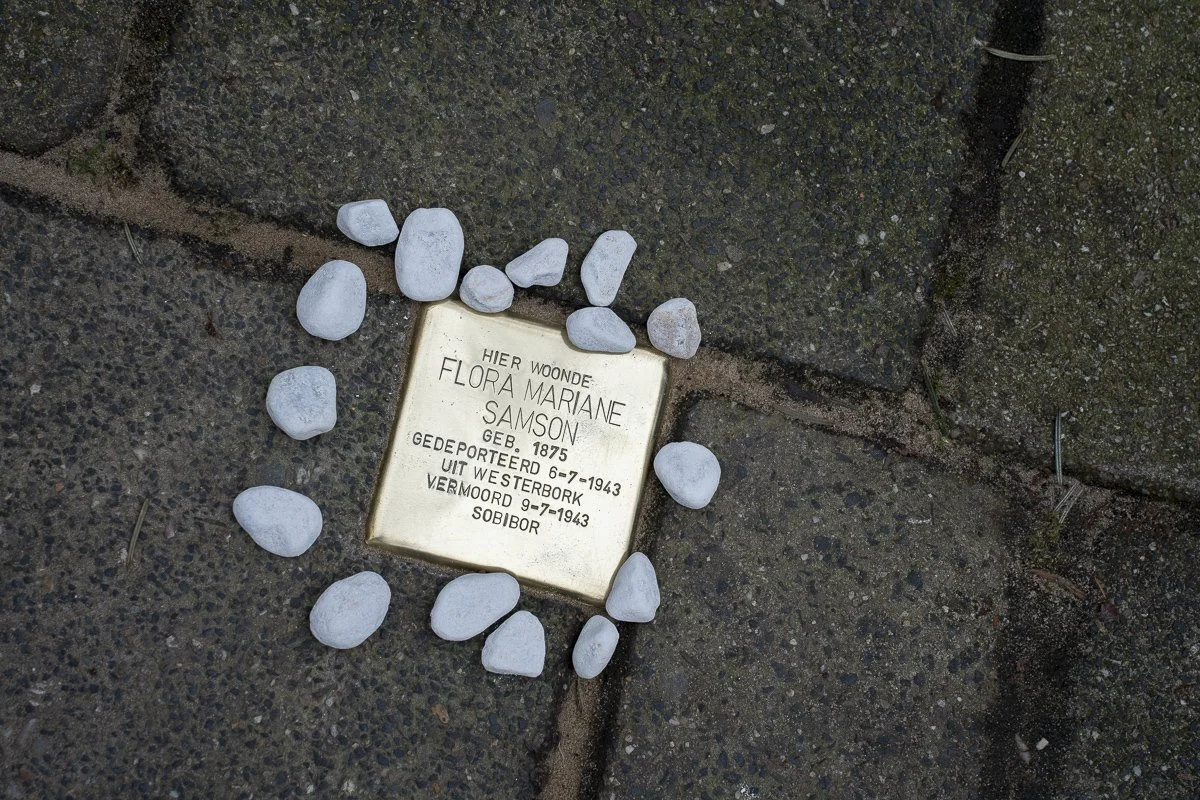 HIER WOONDE
FLORA MARIANE
SAMSON
GEB. 1875
GEDEPORTEERD 6-7-1943
UIT WESTERBORK
VERMOORD 9-7-1943
SOBIBOR